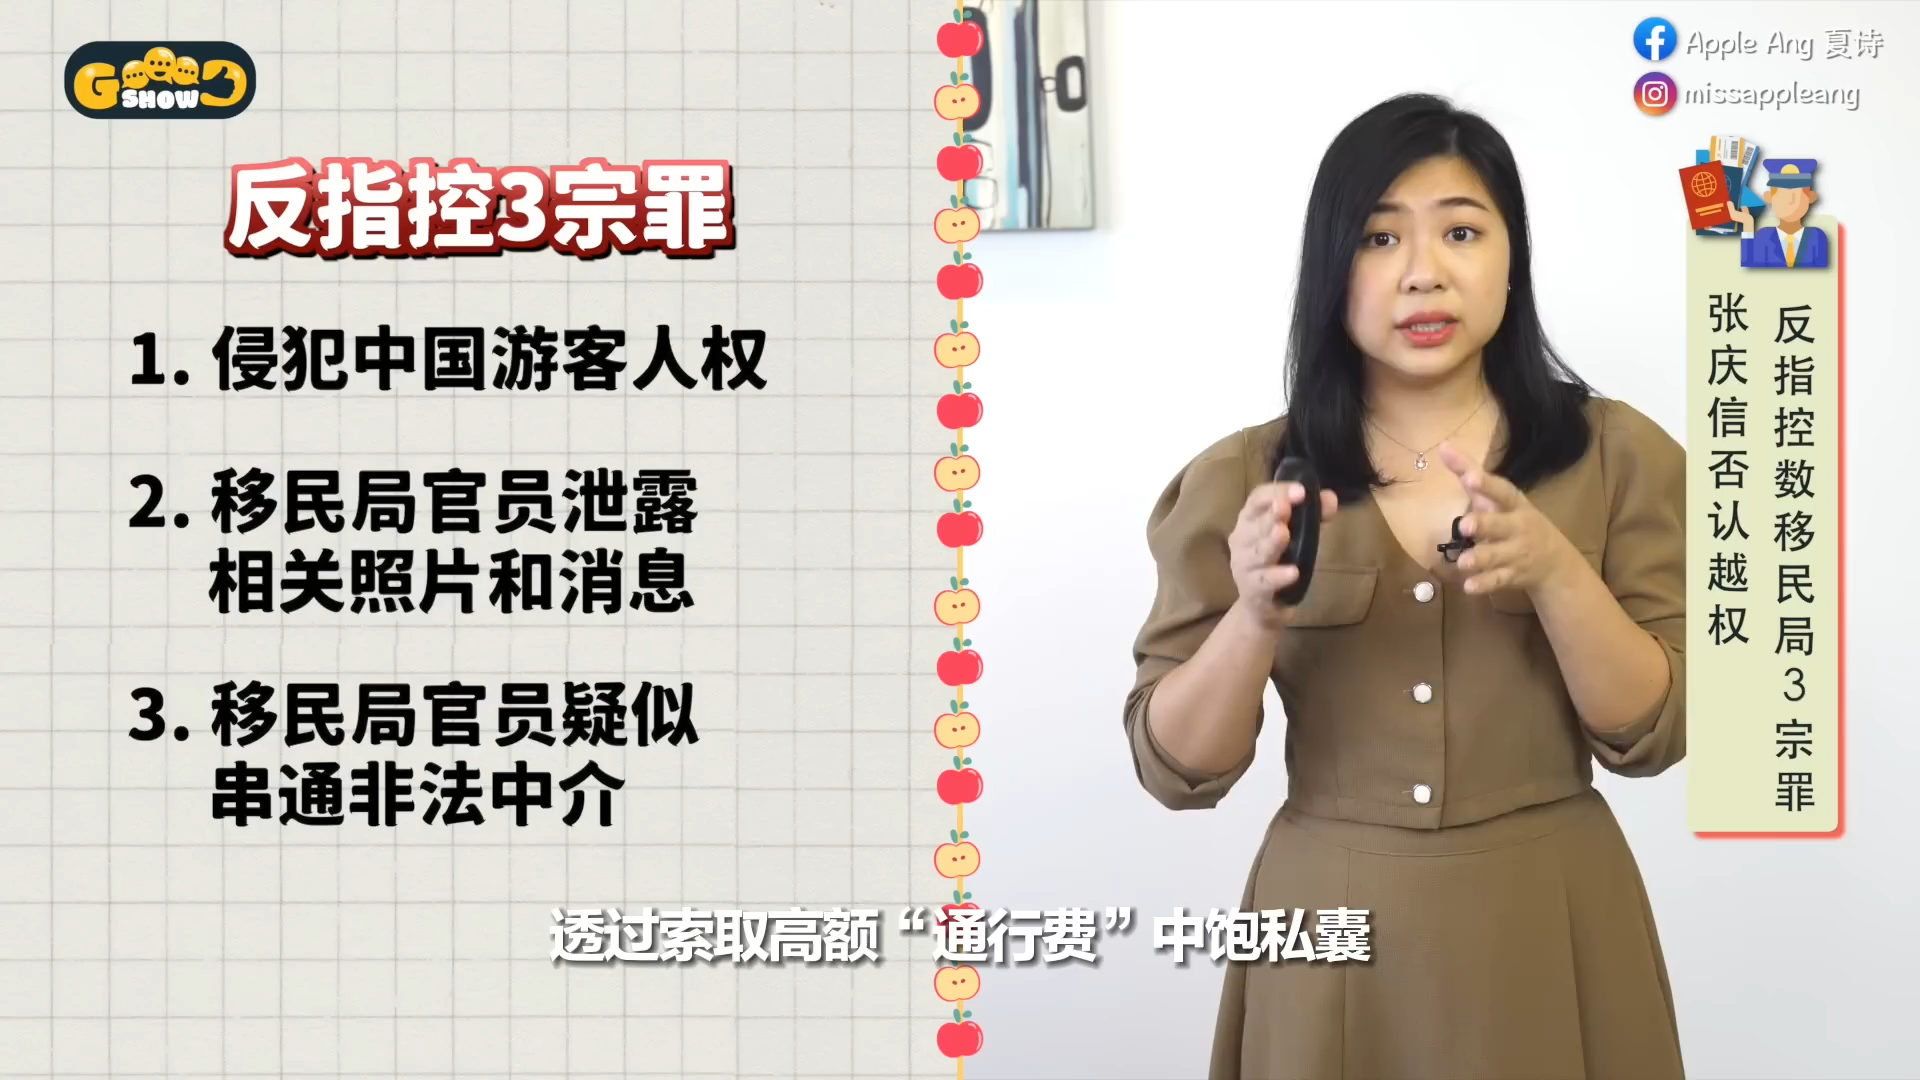 GOOD
SHOW
反指控3宗罪
1. 侵犯中国游客人权
2. 移民局官员泄露
相关照片和消息
3. 移民局官员疑似
串通非法中介
Apple Ang 夏诗
missappleang
反指控数移民局3宗罪
张庆信否认越权
透过索取高额“通行费”中饱私囊